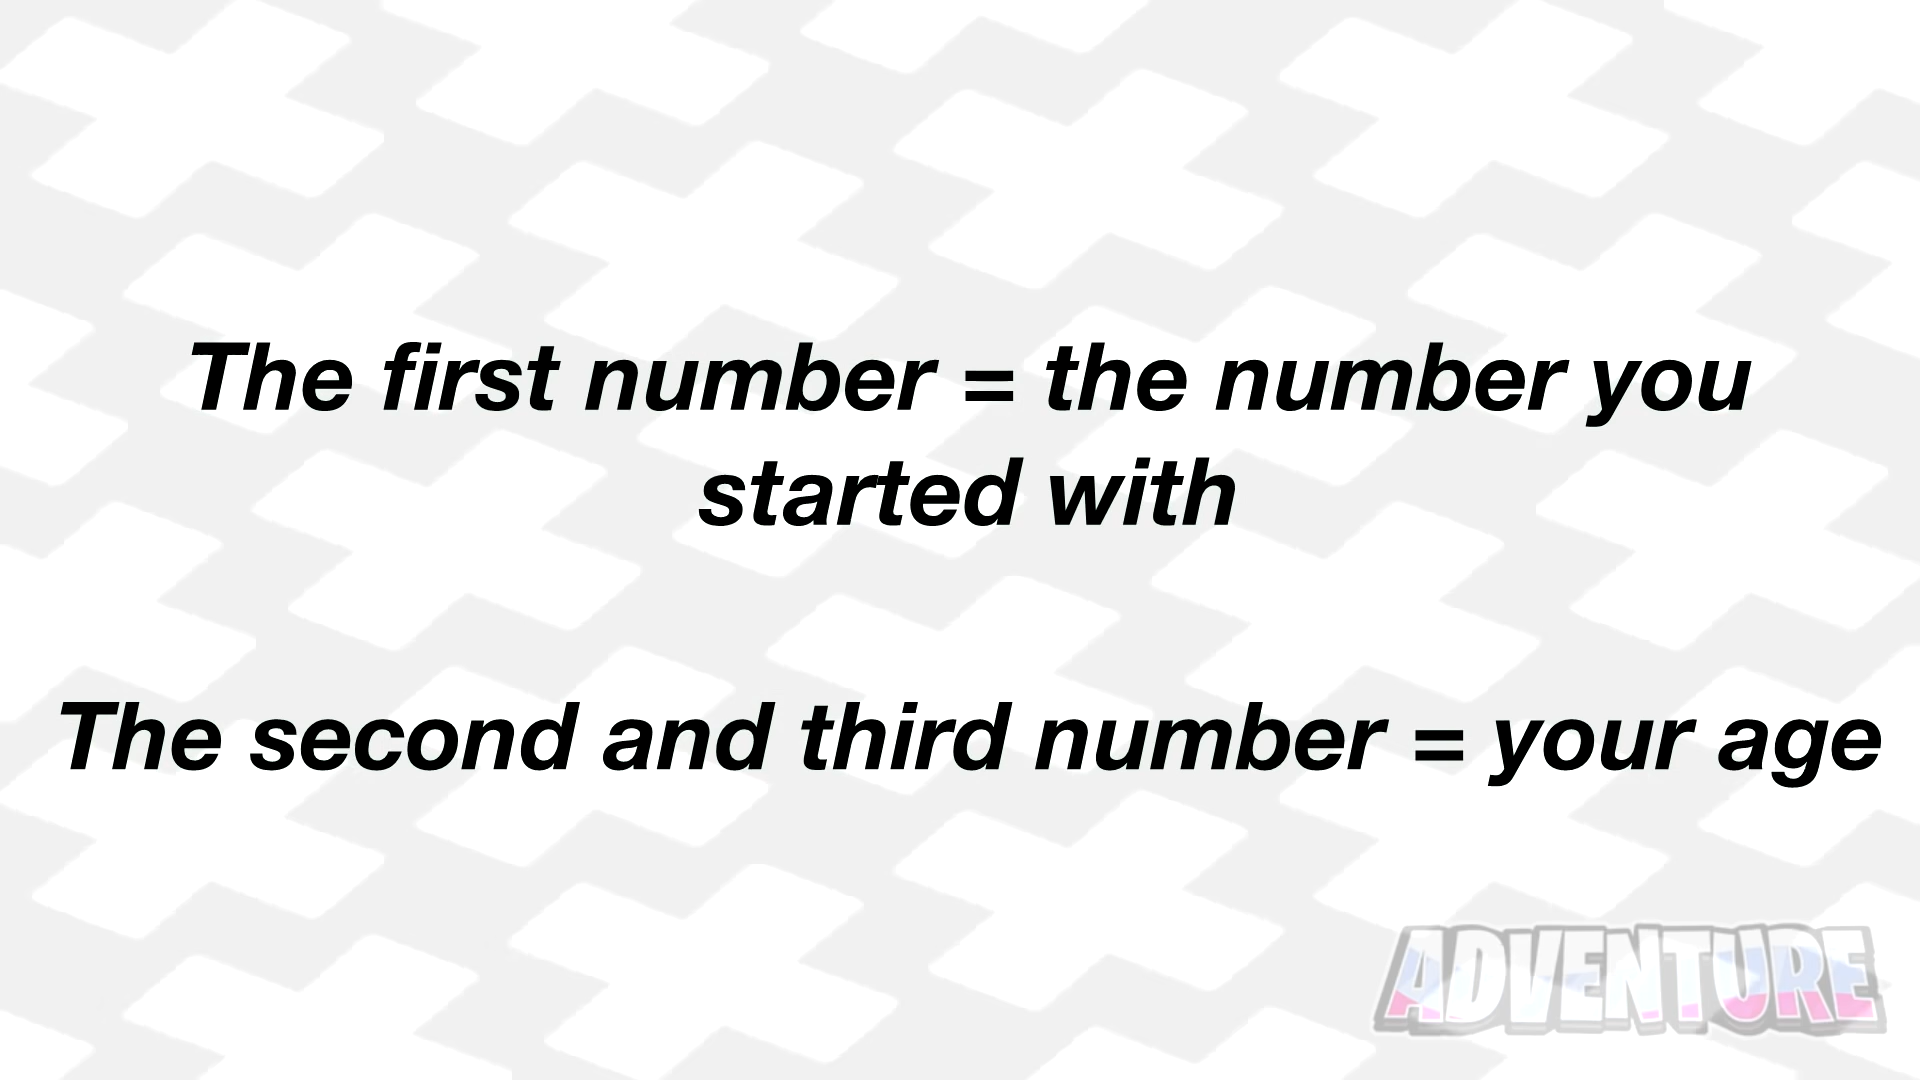 The first number = the number you
started with
The second and third number = your age
ADVENTURE